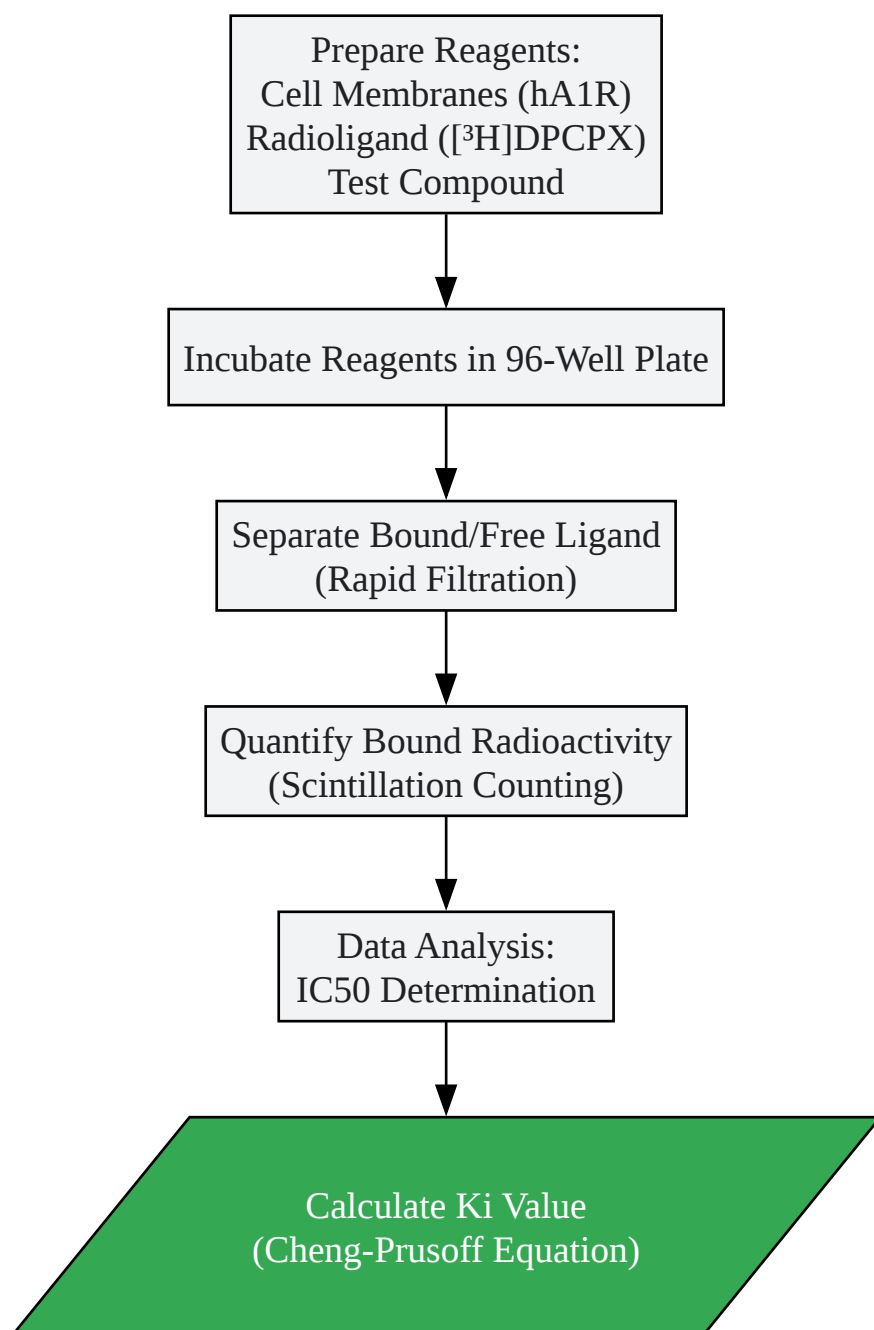 Prepare Reagents:
Cell Membranes (hA1R)
Radioligand ([³H]DPCPX)
Test Compound
Incubate Reagents in 96-Well Plate
Separate Bound/Free Ligand
(Rapid Filtration)
Quantify Bound Radioactivity
(Scintillation Counting)
Data Analysis:
IC50 Determination
Calculate Ki Value
(Cheng-Prusoff Equation)